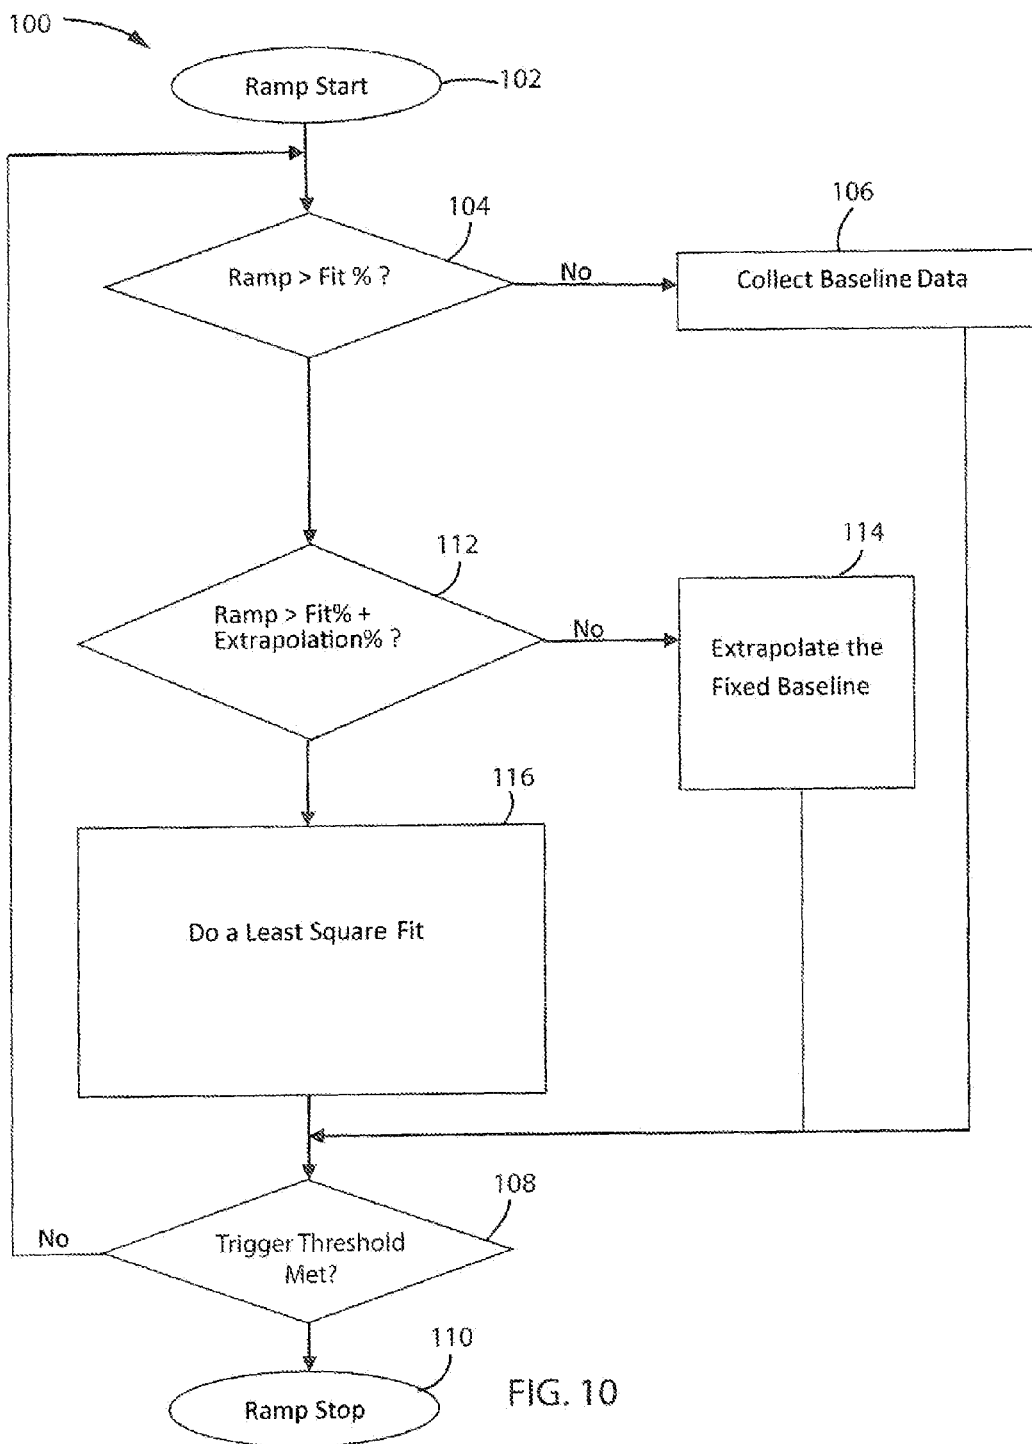 100
Ramp Start
102
104
Ramp > Fit % ?
No
106
Collect Baseline Data
112
Ramp > Fit% +
Extrapolation% ?
No
114
Extrapolate the
Fixed Baseline
116
Do a Least Square Fit
108
No
Trigger Threshold
Met?
110
Ramp Stop
FIG. 10